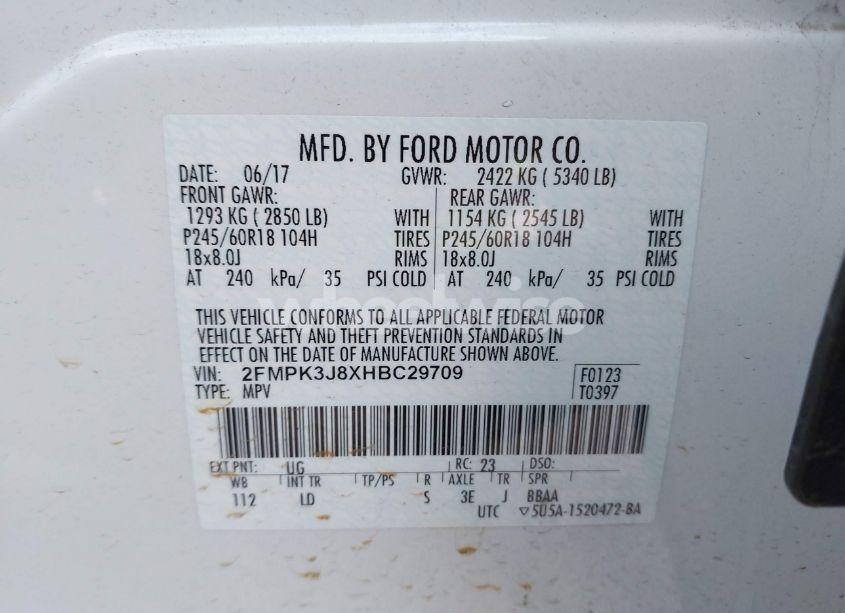 MFD. BY FORD MOTOR CO.
DATE: 06/17 GVWR: 2422 KG ( 5340 LB)
FRONT GAWR: REAR GAWR:
1293 KG ( 2850 LB) WITH 1154 KG ( 2545 LB) WITH
P245/60R18 104H TIRES P245/60R18 104H TIRES
18x8.0J RIMS 18x8.0J RIMS
AT 240 kPa/ 35 PSI COLD AT 240 kPa/ 35 PSI COLD
wheelwise
THIS VEHICLE CONFORMS TO ALL APPLICABLE FEDERAL MOTOR
VEHICLE SAFETY AND THEFT PREVENTION STANDARDS IN
EFFECT ON THE DATE OF MANUFACTURE SHOWN ABOVE.
VIN: 2FMPK3J8XHBC29709 F0123
TYPE: MPV T0397
EXT PNT: UG RC: 23 DSO:
WB INT TR TP/PS R AXLE TR SPR
112 LD S 3E J BBAA
UTC ▽5U5A-1520472-BA